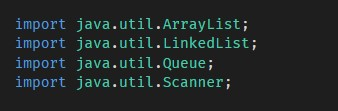 import java.util.ArrayList;
import java.util.LinkedList;
import java.util.Queue;
import java.util.Scanner;